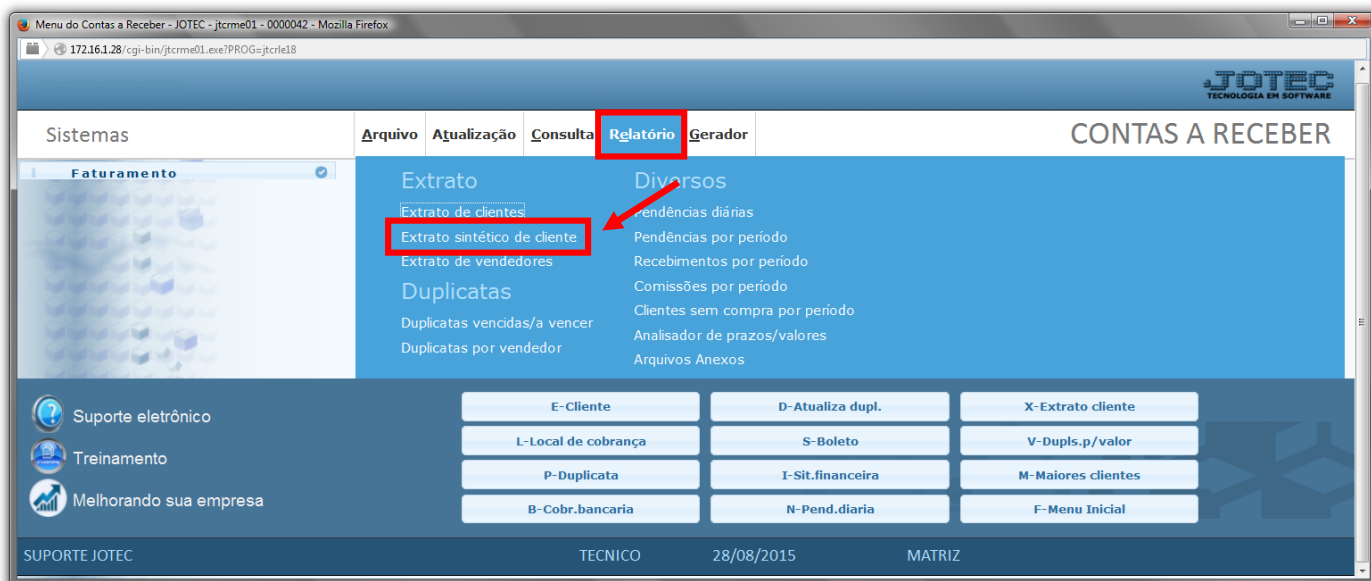 Menu do Contas a Receber - JOTEC - jtcrme01 - 0000042 - Mozilla Firefox
172.16.1.28/cgi-bin/jtcrme01.exe?PROG=jtcrle18
JOTEC
TECNOLOGIA EM SOFTWARE
Sistemas
Arquivo Atualização Consulta Relatório Gerador
CONTAS A RECEBER
Faturamento
Extrato
Extrato de clientes
Extrato sintético de cliente
Extrato de vendedores
Duplicatas
Duplicatas vencidas/a vencer
Duplicatas por vendedor
Diversos
Pendências diárias
Pendências por período
Recebimentos por período
Comissões por período
Clientes sem compra por período
Analisador de prazos/valores
Arquivos Anexos
Suporte eletrônico
Treinamento
Melhorando sua empresa
E-Cliente D-Atualiza dupl. X-Extrato cliente
L-Local de cobrança S-Boleto V-Dupls.p/valor
P-Duplicata I-Sit.financeira M-Maiores clientes
B-Cobr.bancaria N-Pend.diaria F-Menu Inicial
SUPORTE JOTEC TECNICO 28/08/2015 MATRIZ